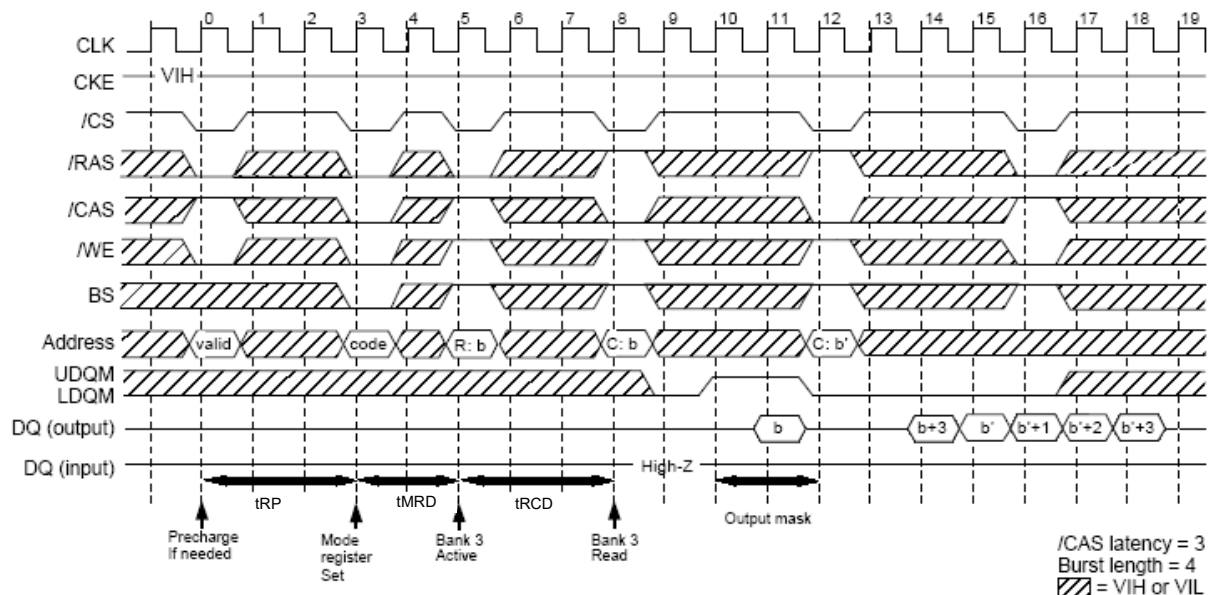 0 1 2 3 4 5 6 7 8 9 10 11 12 13 14 15 16 17 18 19
CLK
CKE VIH
/CS
/RAS
/CAS
/WE
BS
Address valid code R: b C: b C: b'
UDQM
LDQM
DQ (output) b b+3 b' b'+1 b'+2 b'+3
DQ (input) High-Z
tRP tMRD tRCD Output mask
Precharge
If needed
Mode
register
Set
Bank 3
Active
Bank 3
Read
/CAS latency = 3
Burst length = 4
= VIH or VIL